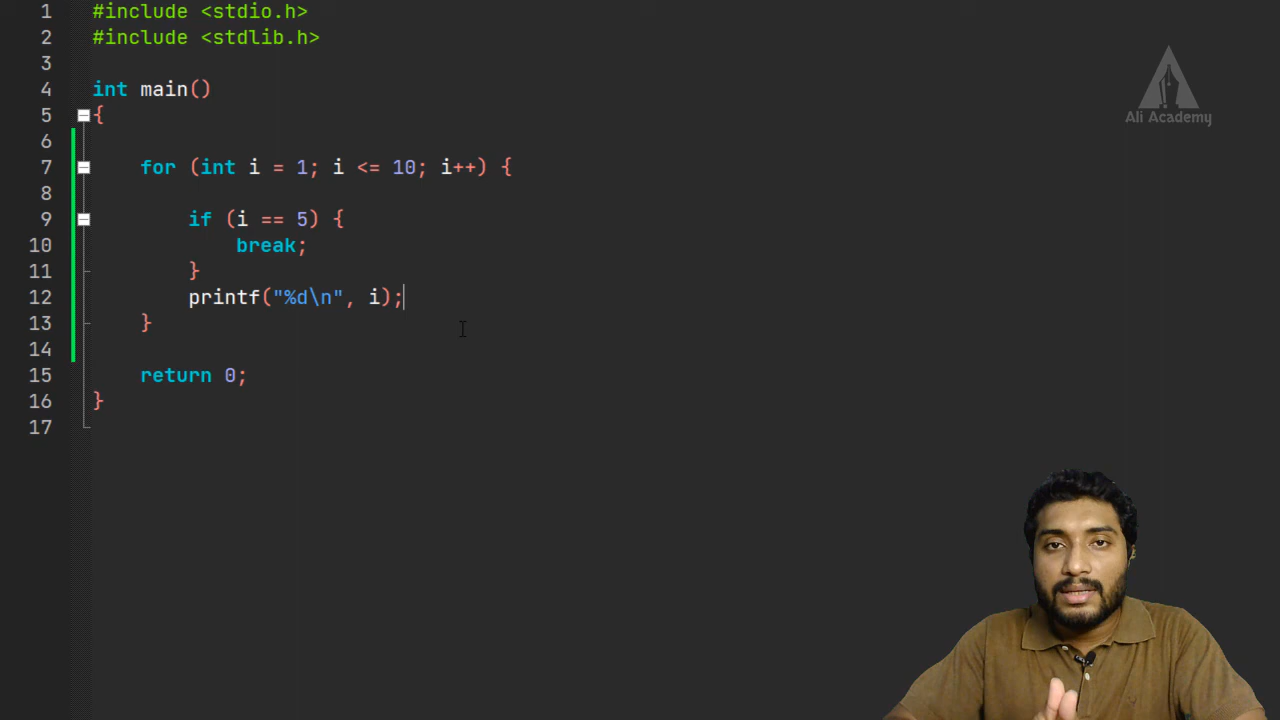 1 #include <stdio.h>
2 #include <stdlib.h>
3
4 int main()
5 {
6
7 for (int i = 1; i <= 10; i++) {
8
9 if (i == 5) {
10 break;
11 }
12 printf("%d\n", i);
13 }
14
15 return 0;
16 }
17
Ali Academy